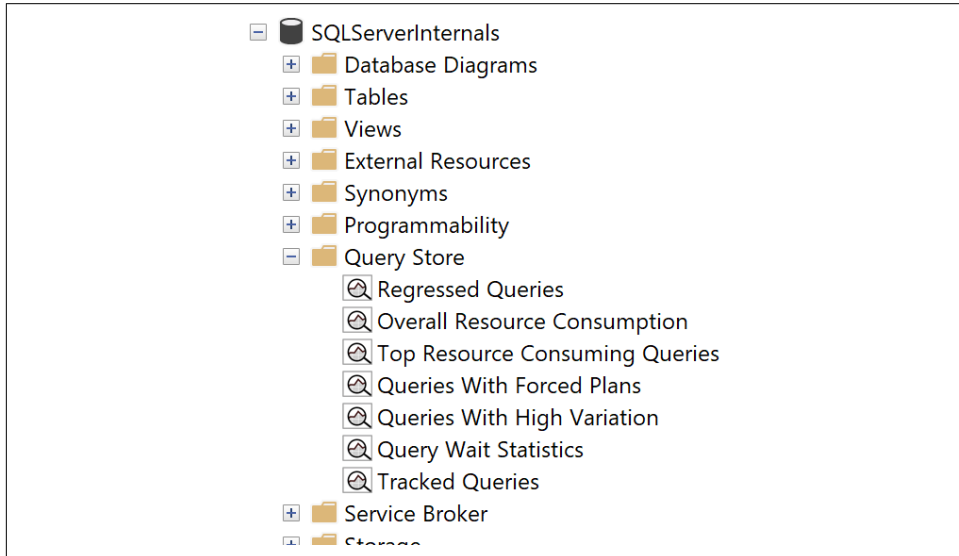 SQLServerInternals
Database Diagrams
Tables
Views
External Resources
Synonyms
Programmability
Query Store
Regressed Queries
Overall Resource Consumption
Top Resource Consuming Queries
Queries With Forced Plans
Queries With High Variation
Query Wait Statistics
Tracked Queries
Service Broker
Storage